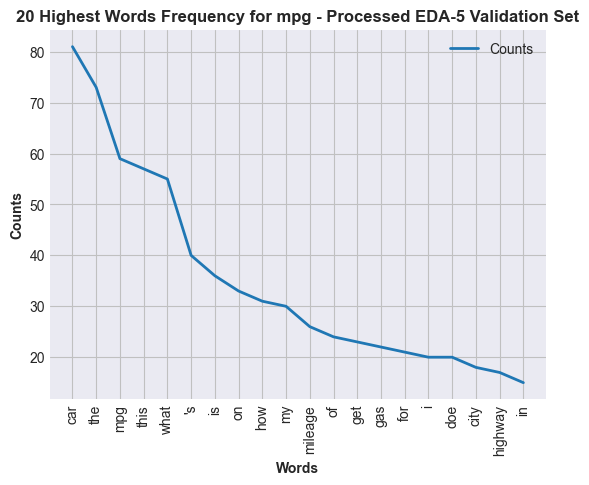 20 Highest Words Frequency for mpg - Processed EDA-5 Validation Set
Counts
80
70
60
50
40
30
20
Counts
car
the
mpg
this
what
's
is
on
how
my
mileage
of
get
gas
for
i
doe
city
highway
in
Words